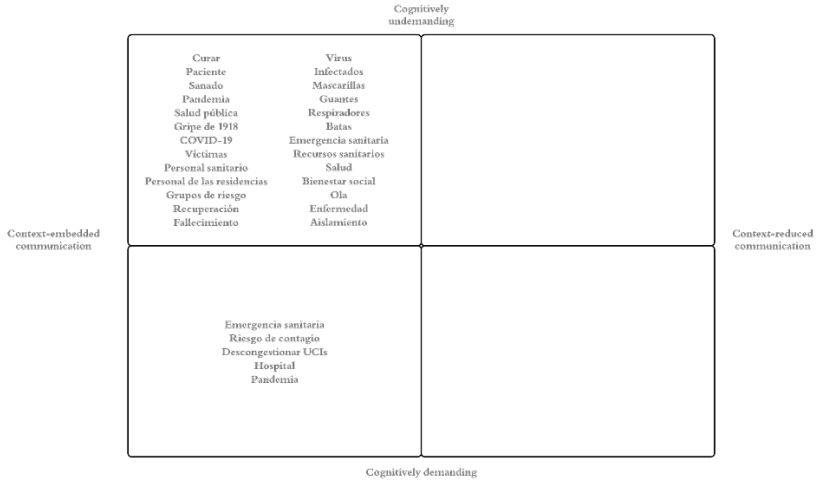 Cognitively
undemanding
Curar
Paciente
Sanado
Pandemia
Salud pública
Gripe de 1918
COVID-19
Víctimas
Personal sanitario
Personal de las residencias
Grupos de riesgo
Recuperación
Fallecimiento
Virus
Infectados
Mascarillas
Guantes
Respiradores
Batas
Emergencia sanitaria
Recursos sanitarios
Salud
Bienestar social
Ola
Enfermedad
Aislamiento
Context-embedded
communication
Context-reduced
communication
Emergencia sanitaria
Riesgo de contagio
Descongestionar UCIs
Hospital
Pandemia
Cognitively demanding